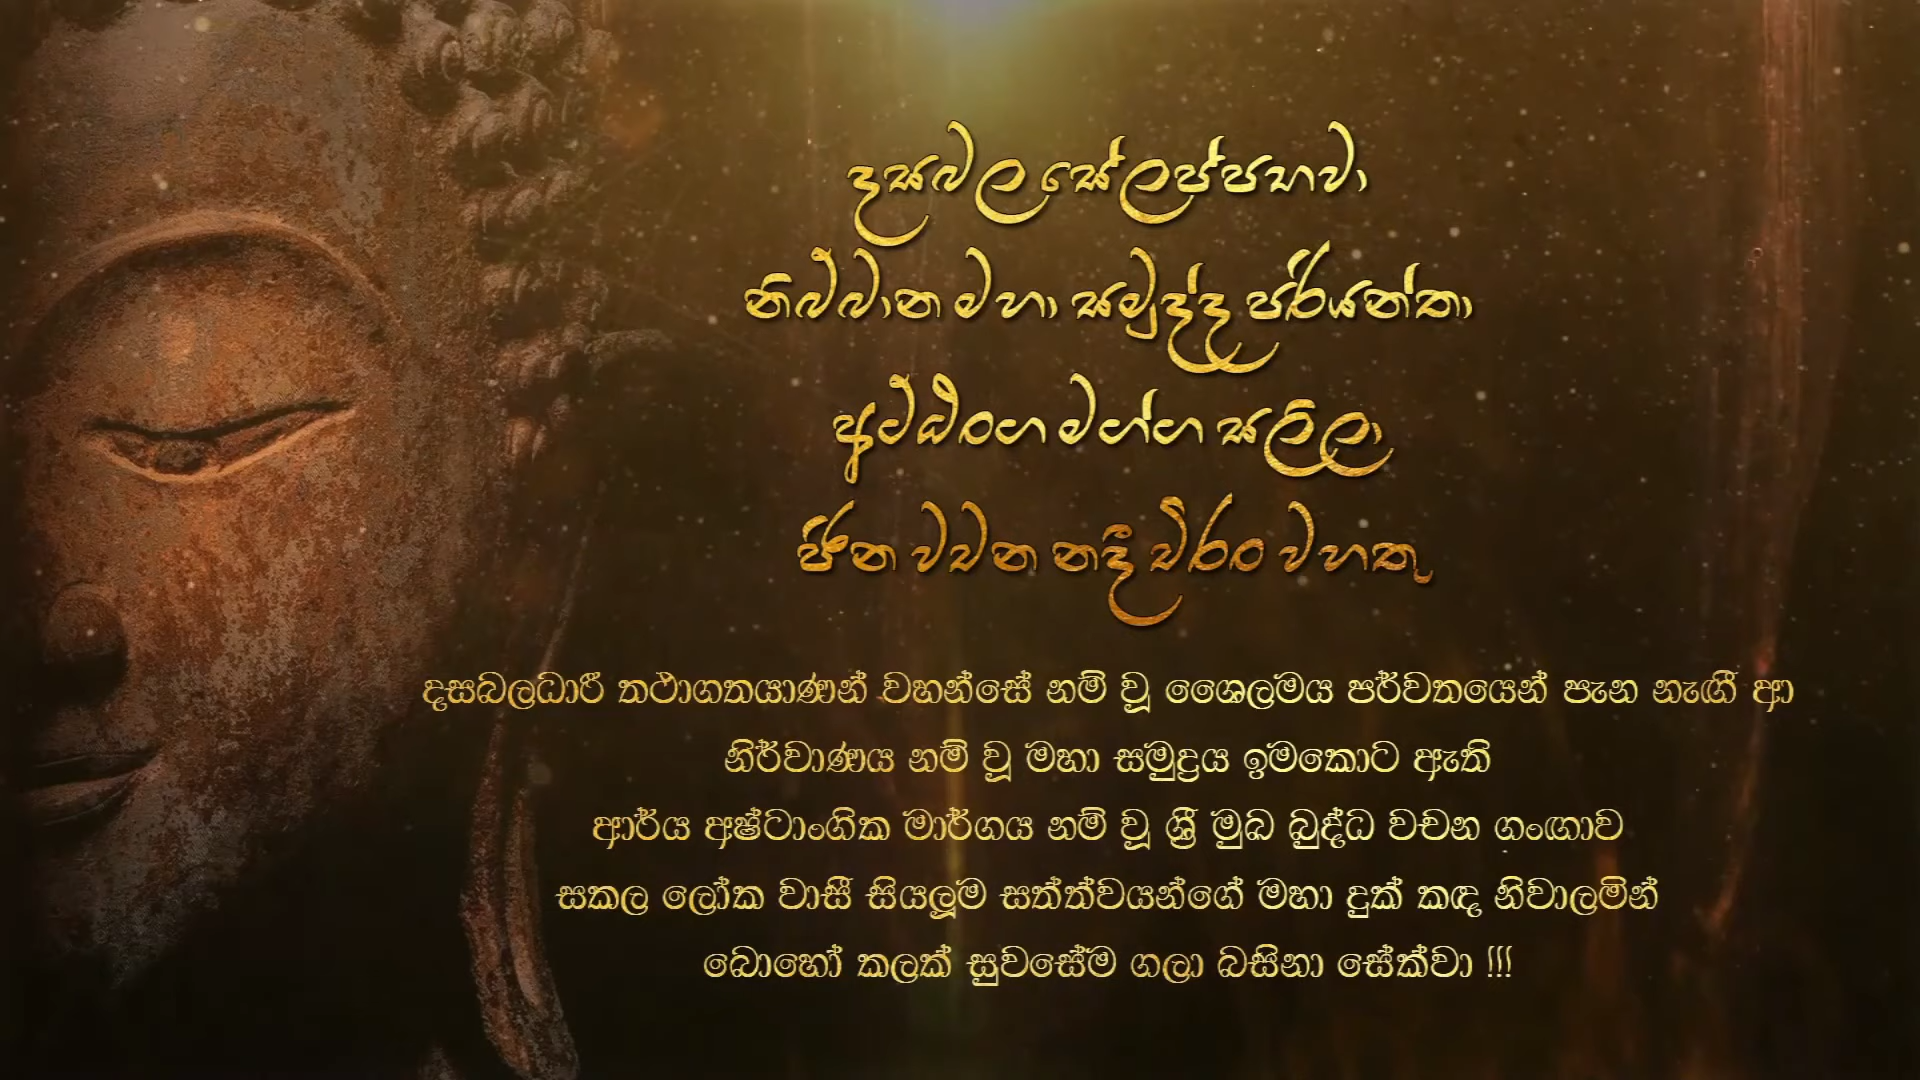 දසබල සේලප්පභවා
නිබ්බාන මහා සමුද්ද පරියන්තා
අට්ඨංග මග්ග සලිලා
ජින වචන නදී චිරං වහතු
දසබලධාරී තථාගතයාණන් වහන්සේ නම් වූ ශෛලමය පර්වතයෙන් පැන නැඟී ආ
නිර්වාණය නම් වූ මහා සමුද්‍රය ඉමකොට ඇති
ආර්ය අෂ්ටාංගික මාර්ගය නම් වූ ශ්‍රී මුඛ බුද්ධ වචන ගංඟාව
සකල ලෝක වාසී සියලූම සත්ත්වයන්ගේ මහා දුක් කඳ නිවාලමින්
බොහෝ කලක් සුවසේම ගලා බසිනා සේක්වා !!!